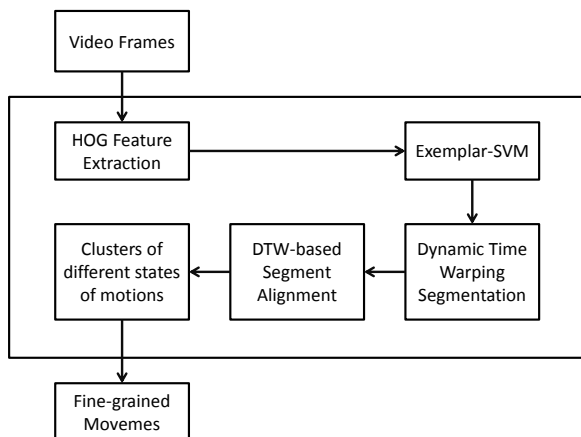 Video Frames
HOG Feature
Extraction
Exemplar-SVM
Clusters of
different states
of motions
DTW-based
Segment
Alignment
Dynamic Time
Warping
Segmentation
Fine-grained
Movemes